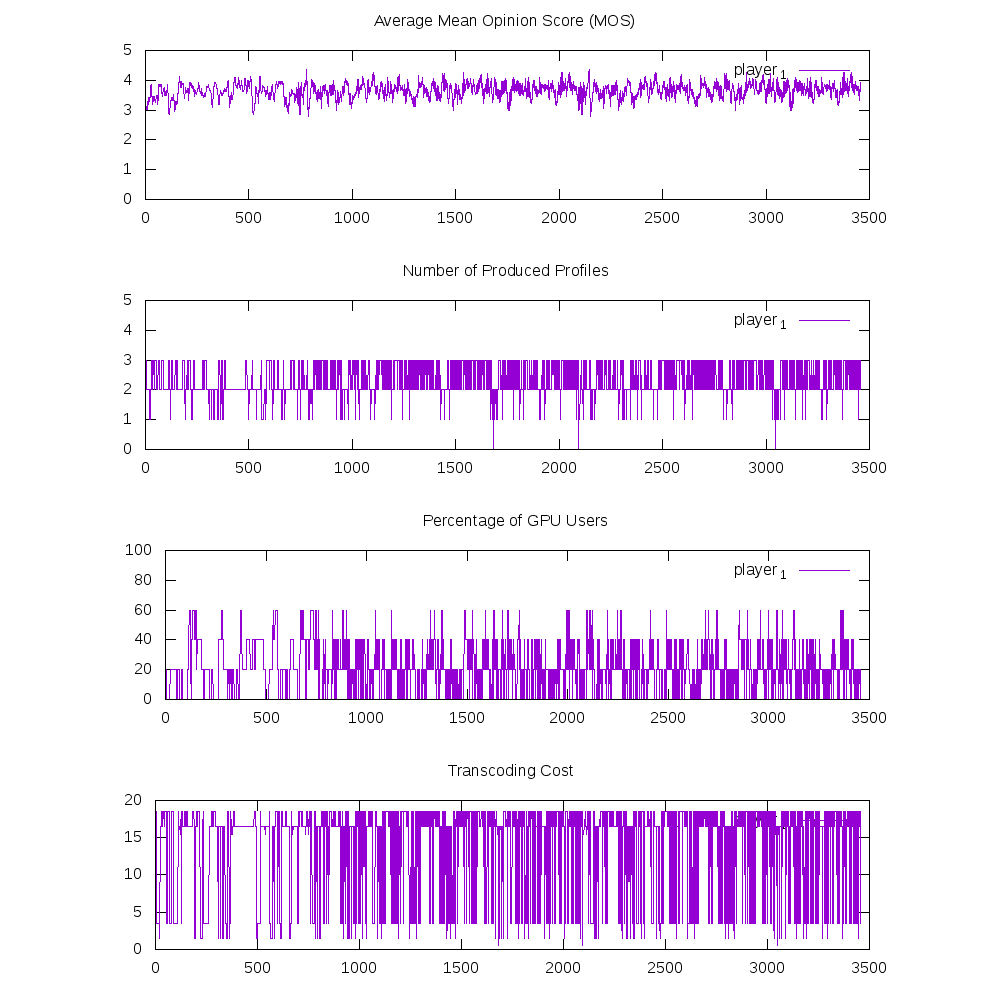 Average Mean Opinion Score (MOS)
5
player 1
4
3
2
1
0
0 500 1000 1500 2000 2500 3000 3500
Number of Produced Profiles
5
player 1
4
3
2
1
0
0 500 1000 1500 2000 2500 3000 3500
Percentage of GPU Users
100
player 1
80
60
40
20
0
0 500 1000 1500 2000 2500 3000 3500
Transcoding Cost
20
15
10
5
0
0 500 1000 1500 2000 2500 3000 3500